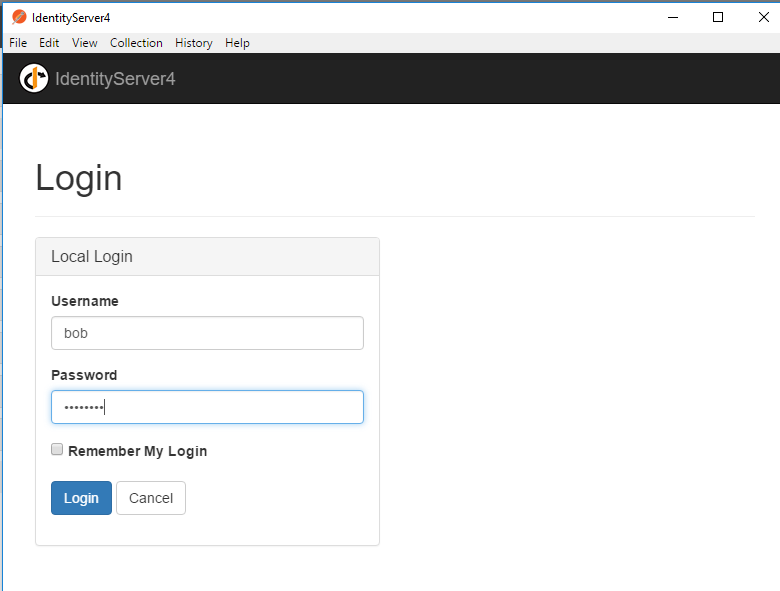 IdentityServer4
File Edit View Collection History Help
IdentityServer4
Login
Local Login
Username
bob
Password
••••••••
Remember My Login
Login Cancel